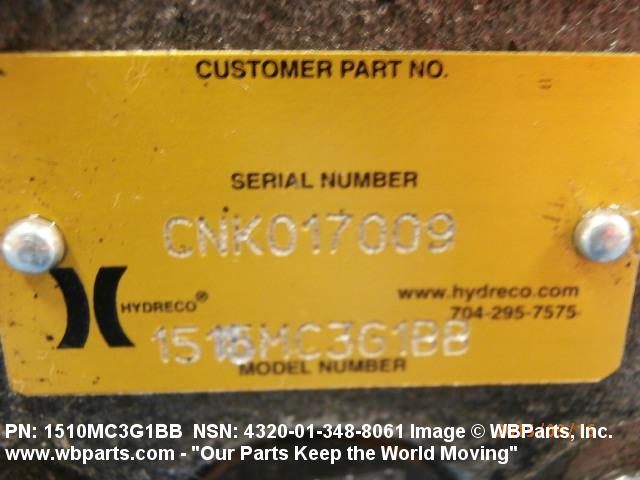 CUSTOMER PART NO.
SERIAL NUMBER
CNK017009
HYDRECO®
www.hydreco.com
704-295-7575
MODEL NUMBER
PN: 1510MC3G1BB NSN: 4320-01-348-8061 Image © WBParts, Inc.
www.wbparts.com - "Our Parts Keep the World Moving"